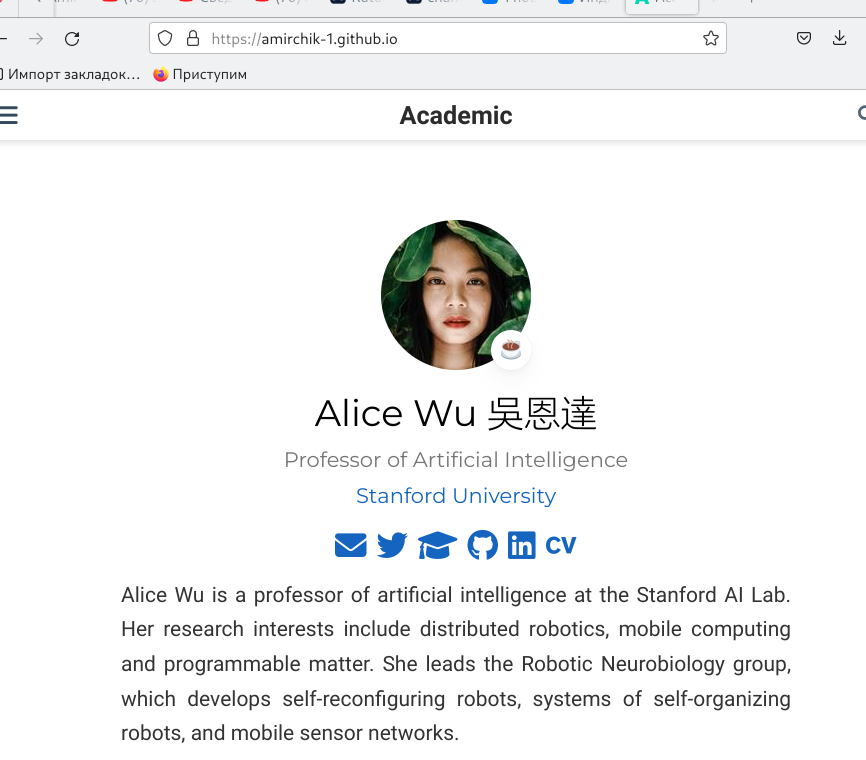 https://amirchik-1.github.io
Импорт закладок… Приступим
Academic
Alice Wu 吳恩達
Professor of Artificial Intelligence
Stanford University
CV
Alice Wu is a professor of artificial intelligence at the Stanford AI Lab.
Her research interests include distributed robotics, mobile computing
and programmable matter. She leads the Robotic Neurobiology group,
which develops self-reconfiguring robots, systems of self-organizing
robots, and mobile sensor networks.